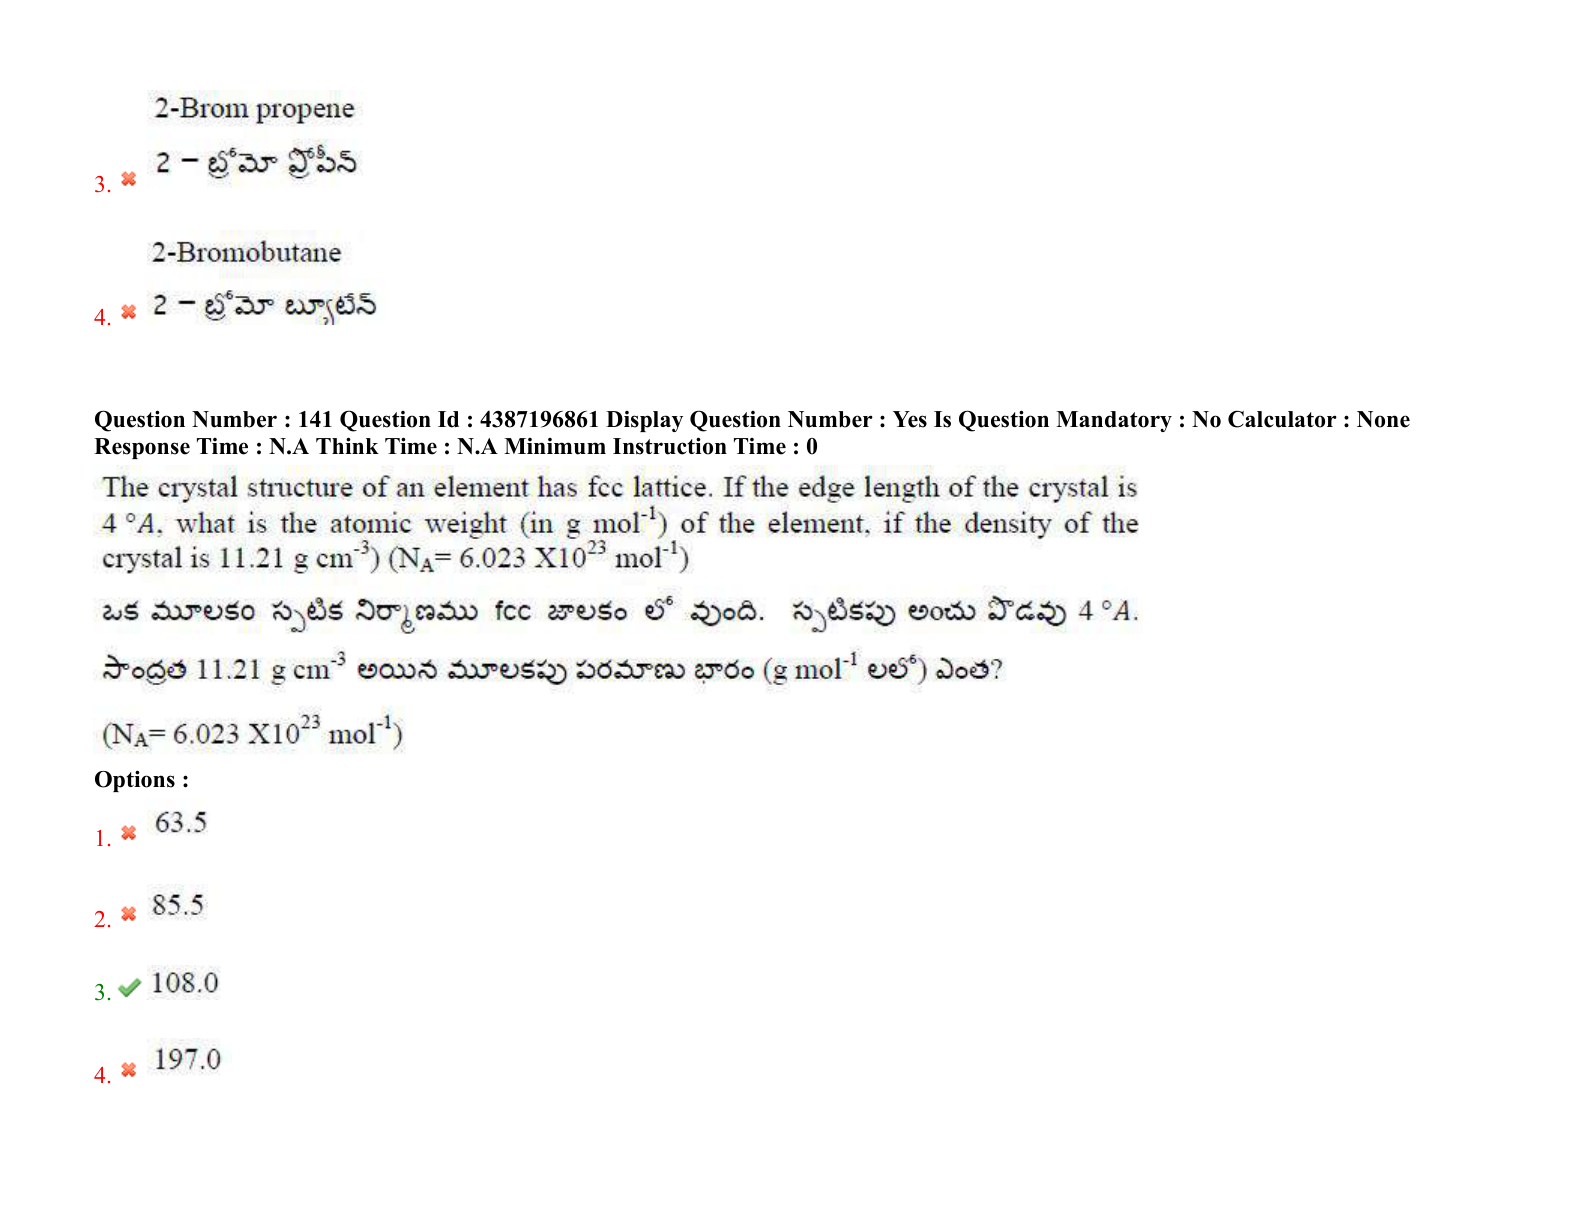 2-Brom propene
2 – బ్రోమో ప్రోపీన్
3.
2-Bromobutane
2 – బ్రోమో బ్యూటేన్
4.
Question Number : 141 Question Id : 4387196861 Display Question Number : Yes Is Question Mandatory : No Calculator : None
Response Time : N.A Think Time : N.A Minimum Instruction Time : 0
The crystal structure of an element has fcc lattice. If the edge length of the crystal is
4 °A, what is the atomic weight (in g mol⁻¹) of the element, if the density of the
crystal is 11.21 g cm⁻³) (N_A= 6.023 X10²³ mol⁻¹)
ఒక మూలకం స్పటిక నిర్మాణము fcc జాలకం లో వుంది. స్పటికపు అంచు పొడవు 4 °A.
సాంద్రత 11.21 g cm⁻³ అయిన మూలకపు పరమాణు భారం (g mol⁻¹ లలో) ఎంత?
(N_A= 6.023 X10²³ mol⁻¹)
Options :
1. 63.5
2. 85.5
3. 108.0
4. 197.0